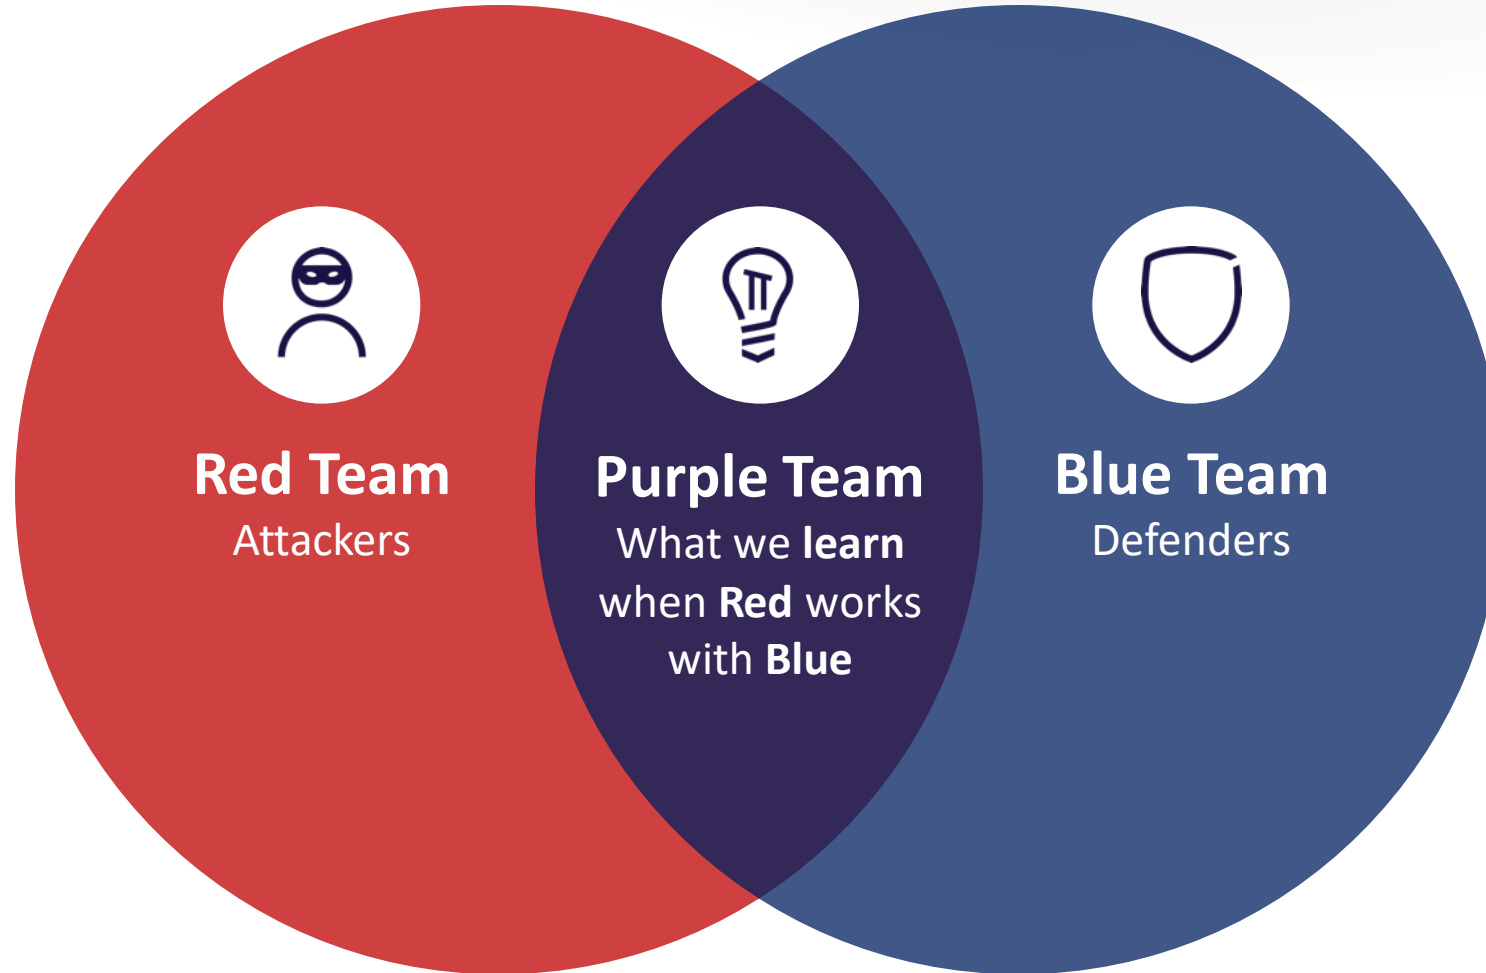 Red Team
Attackers
Purple Team
What we learn
when Red works
with Blue
Blue Team
Defenders